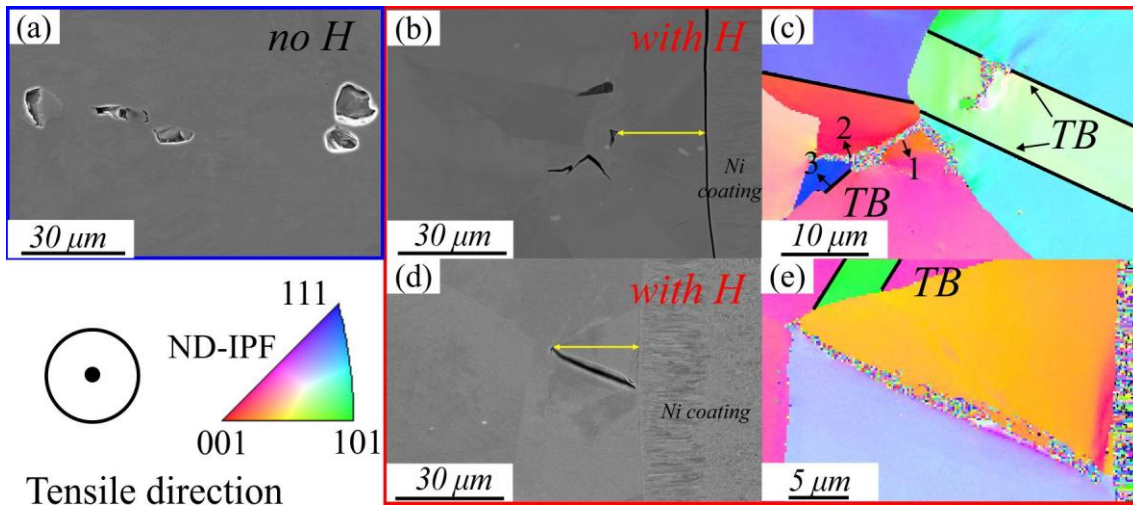 (a)
no H
30 μm
(b)
with H
Ni
coating
30 μm
(c)
TB
2
1
3
TB
10 μm
111
ND-IPF
001
101
Tensile direction
(d)
with H
Ni coating
30 μm
(e)
TB
5 μm